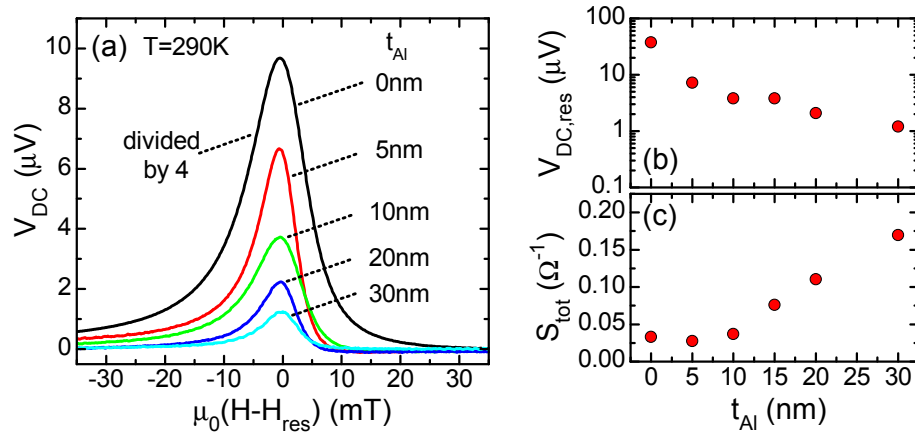 (a) T=290K
t_Al
0nm
divided
by 4
5nm
10nm
20nm
30nm
V_DC (μV)
10
8
6
4
2
0
-30 -20 -10 0 10 20 30
μ₀(H-H_res) (mT)
V_DC,res (μV)
100
10
1
0.1
(b)
S_tot (Ω⁻¹)
0.20
0.15
0.10
0.05
0.00
(c)
0 5 10 15 20 25 30
t_Al (nm)